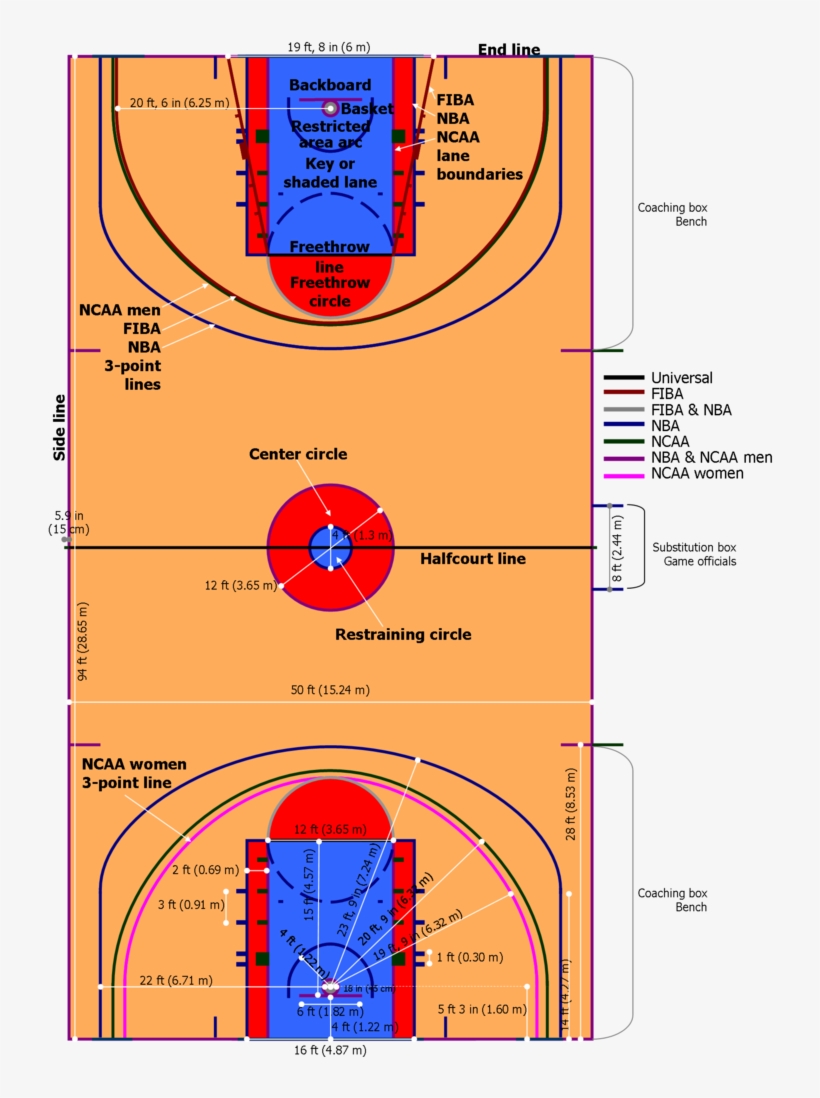 19 ft, 8 in (6 m)
End line
Backboard
20 ft, 6 in (6.25 m)
Basket
FIBA
NBA
NCAA
lane
boundaries
Restricted
area arc
Key or
shaded lane
Coaching box
Bench
Freethrow
line
Freethrow
circle
NCAA men
FIBA
NBA
3-point
lines
Universal
FIBA
FIBA & NBA
NBA
NCAA
NBA & NCAA men
NCAA women
Side line
Center circle
5.9 in
(15 cm)
4 ft (1.3 m)
Halfcourt line
8 ft (2.44 m)
Substitution box
Game officials
12 ft (3.65 m)
Restraining circle
94 ft (28.65 m)
50 ft (15.24 m)
NCAA women
3-point line
28 ft (8.53 m)
12 ft (3.65 m)
2 ft (0.69 m)
15 ft (4.57 m)
23 ft, 9 in (7.24 m)
3 ft (0.91 m)
20 ft, 9 in (6.32 m)
19 ft, 9 in (6.32 m)
Coaching box
Bench
4 ft (1.22 m)
1 ft (0.30 m)
22 ft (6.71 m)
18 in (45 cm)
14 ft (4.27 m)
6 ft (1.82 m)
5 ft 3 in (1.60 m)
4 ft (1.22 m)
16 ft (4.87 m)